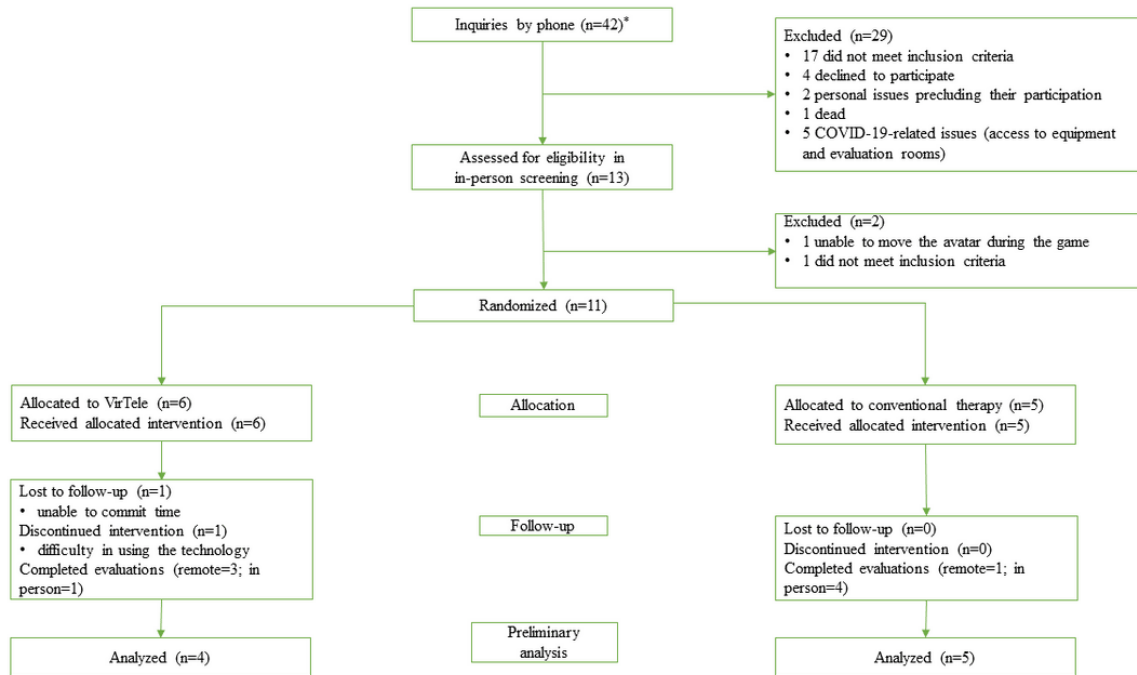 Inquiries by phone (n=42)*
Excluded (n=29)
• 17 did not meet inclusion criteria
• 4 declined to participate
• 2 personal issues precluding their participation
• 1 dead
• 5 COVID-19-related issues (access to equipment
and evaluation rooms)
Assessed for eligibility in
in-person screening (n=13)
Excluded (n=2)
• 1 unable to move the avatar during the game
• 1 did not meet inclusion criteria
Randomized (n=11)
Allocated to VirTele (n=6)
Received allocated intervention (n=6)
Allocation
Allocated to conventional therapy (n=5)
Received allocated intervention (n=5)
Lost to follow-up (n=1)
• unable to commit time
Discontinued intervention (n=1)
• difficulty in using the technology
Completed evaluations (remote=3; in
person=1)
Follow-up
Lost to follow-up (n=0)
Discontinued intervention (n=0)
Completed evaluations (remote=1; in
person=4)
Analyzed (n=4)
Preliminary
analysis
Analyzed (n=5)